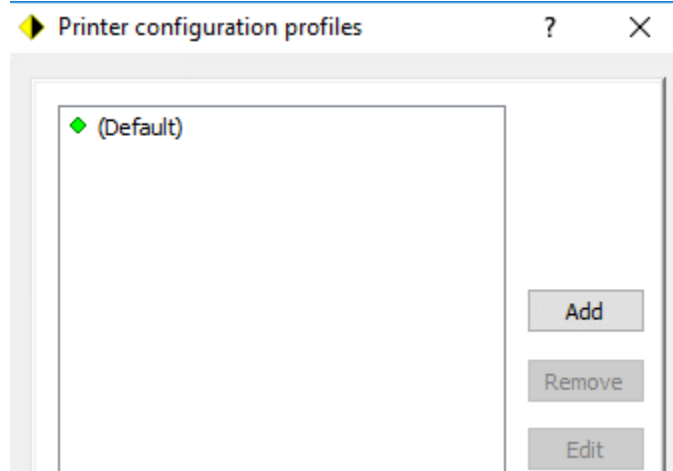 Printer configuration profiles ?
(Default)
Add
Remove
Edit